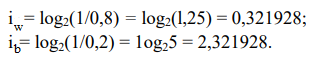 i_w= log₂(1/0,8) = log₂(l,25) = 0,321928;
i_b= log₂(1/0,2) = 1og₂5 = 2,321928.